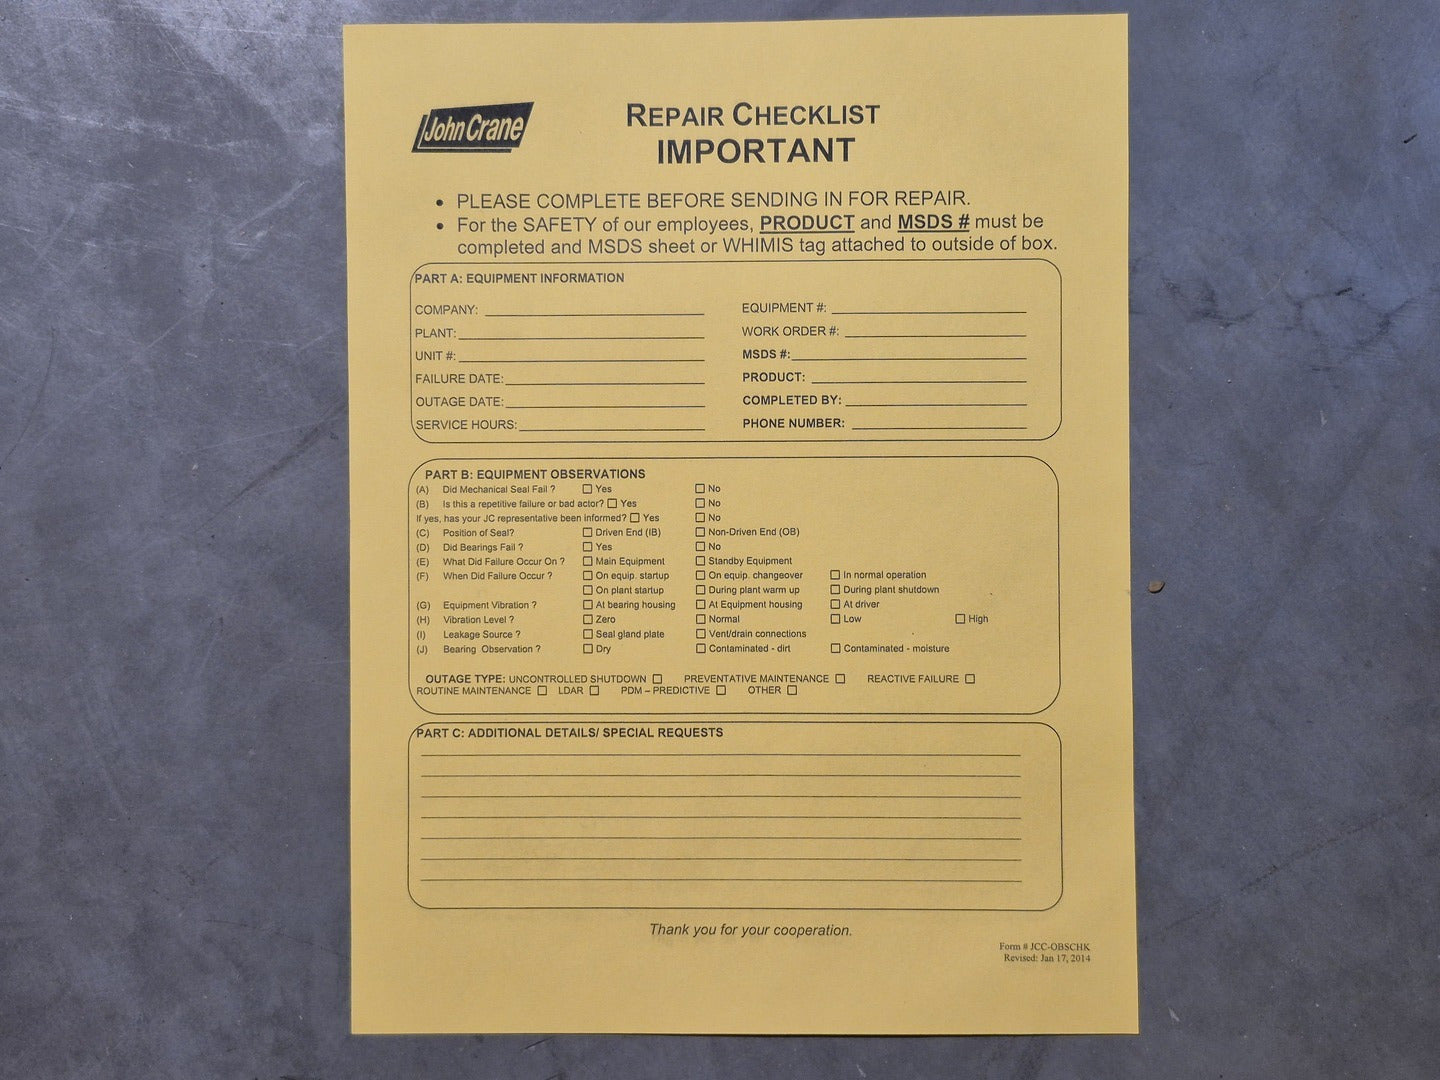 John Crane
REPAIR CHECKLIST
IMPORTANT
• PLEASE COMPLETE BEFORE SENDING IN FOR REPAIR.
• For the SAFETY of our employees, PRODUCT and MSDS # must be
completed and MSDS sheet or WHIMIS tag attached to outside of box.
PART A: EQUIPMENT INFORMATION
COMPANY: EQUIPMENT #:
PLANT: WORK ORDER #:
UNIT #: MSDS #:
FAILURE DATE: PRODUCT:
OUTAGE DATE: COMPLETED BY:
SERVICE HOURS: PHONE NUMBER:
PART B: EQUIPMENT OBSERVATIONS
(A) Did Mechanical Seal Fail ? ☐ Yes ☐ No
(B) Is this a repetitive failure or bad actor? ☐ Yes ☐ No
If yes, has your JC representative been informed? ☐ Yes ☐ No
(C) Position of Seal? ☐ Driven End (IB) ☐ Non-Driven End (OB)
(D) Did Bearings Fail ? ☐ Yes ☐ No
(E) What Did Failure Occur On ? ☐ Main Equipment ☐ Standby Equipment
(F) When Did Failure Occur ? ☐ On equip. startup ☐ On equip. changeover ☐ In normal operation
☐ On plant startup ☐ During plant warm up ☐ During plant shutdown
(G) Equipment Vibration ? ☐ At bearing housing ☐ At Equipment housing ☐ At driver
(H) Vibration Level ? ☐ Zero ☐ Normal ☐ Low ☐ High
(I) Leakage Source ? ☐ Seal gland plate ☐ Vent/drain connections
(J) Bearing Observation ? ☐ Dry ☐ Contaminated - dirt ☐ Contaminated - moisture
OUTAGE TYPE: UNCONTROLLED SHUTDOWN ☐ PREVENTATIVE MAINTENANCE ☐ REACTIVE FAILURE ☐
ROUTINE MAINTENANCE ☐ LDAR ☐ PDM – PREDICTIVE ☐ OTHER ☐
PART C: ADDITIONAL DETAILS/ SPECIAL REQUESTS
Thank you for your cooperation.
Form # JCC-OBSCHK
Revised: Jan 17, 2014